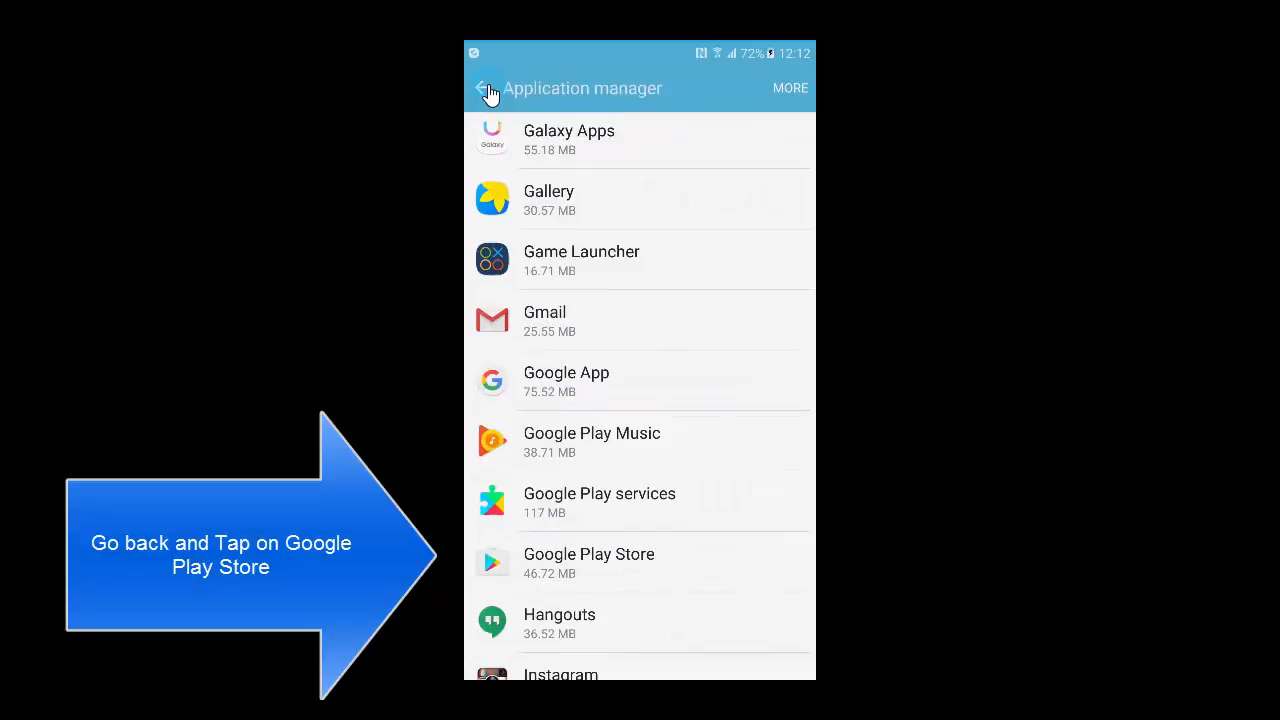 72% 12:12
Application manager MORE
Galaxy Apps
55.18 MB
Galaxy
Gallery
30.57 MB
Game Launcher
16.71 MB
Gmail
25.55 MB
Google App
75.52 MB
Google Play Music
38.71 MB
Google Play services
117 MB
Google Play Store
46.72 MB
Hangouts
36.52 MB
Instagram
Go back and Tap on Google
Play Store